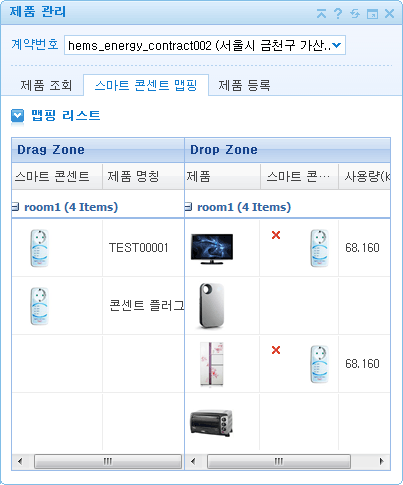 제품 관리
계약번호 hems_energy_contract002 (서울시 금천구 가산..
제품 조회 스마트 콘센트 맵핑 제품 등록
맵핑 리스트
Drag Zone Drop Zone
스마트 콘센트 제품 명칭 제품 스마트 콘… 사용량(k
room1 (4 Items) room1 (4 Items)
TEST00001 68.160
콘센트 플러그
68.160